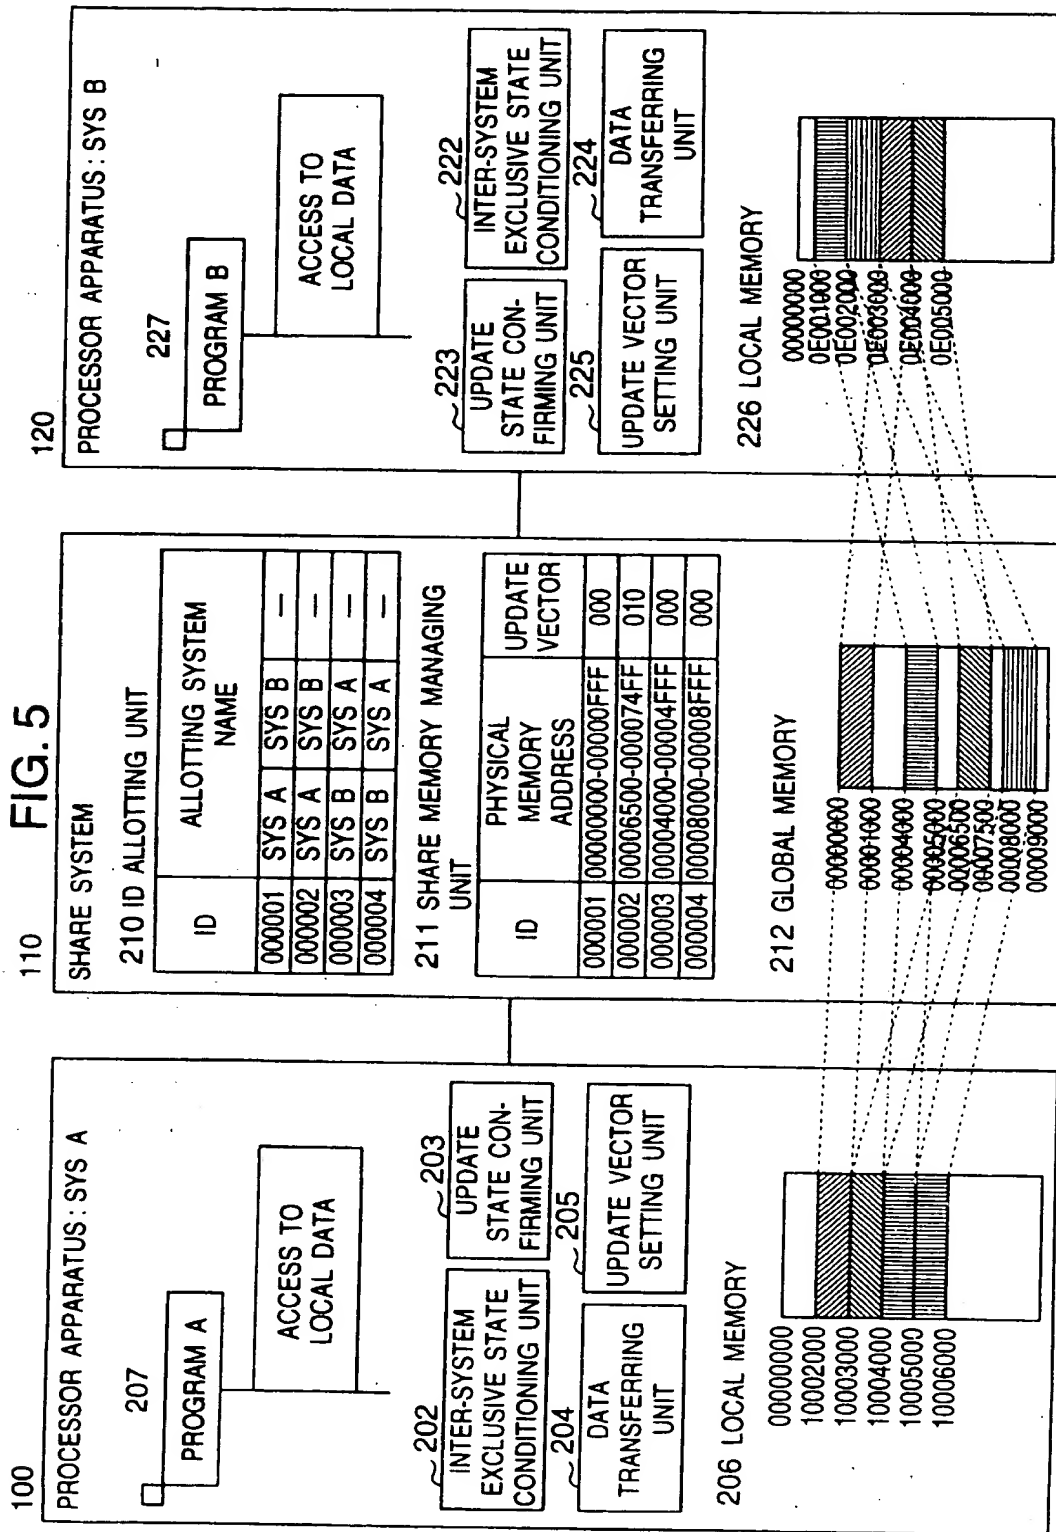 FIG. 5
100
PROCESSOR APPARATUS : SYS A
207
PROGRAM A
ACCESS TO
LOCAL DATA
202
INTER-SYSTEM
EXCLUSIVE STATE
CONDITIONING UNIT
203
UPDATE
STATE CON-
FIRMING UNIT
204
DATA
TRANSFERRING
UNIT
205
UPDATE VECTOR
SETTING UNIT
206 LOCAL MEMORY
00000000
10002000
10003000
10004000
10005000
10006000
110
SHARE SYSTEM
210 ID ALLOTTING UNIT
ID ALLOTTING SYSTEM
NAME
000001 SYS A SYS B —
000002 SYS A SYS B —
000003 SYS B SYS A —
000004 SYS B SYS A —
211 SHARE MEMORY MANAGING
UNIT
ID PHYSICAL
MEMORY
ADDRESS UPDATE
VECTOR
000001 00000000-00000FFF 000
000002 00006500-000074FF 010
000003 00004000-00004FFF 000
000004 00008000-00008FFF 000
212 GLOBAL MEMORY
00000000
00001000
00004000
00005000
00006500
00007500
00008000
00009000
120
PROCESSOR APPARATUS : SYS B
227
PROGRAM B
ACCESS TO
LOCAL DATA
223
UPDATE
STATE CON-
FIRMING UNIT
222
INTER-SYSTEM
EXCLUSIVE STATE
CONDITIONING UNIT
225
UPDATE VECTOR
SETTING UNIT
224
DATA
TRANSFERRING
UNIT
226 LOCAL MEMORY
00000000
0E001000
0E002000
0E003000
0E004000
0E005000